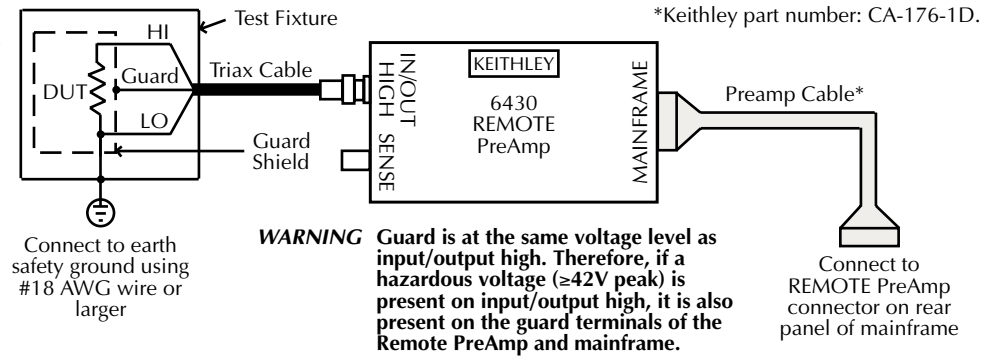 Test Fixture
*Keithley part number: CA-176-1D.
HI
DUT
Guard
Triax Cable
LO
Guard
Shield
IN/OUT
HIGH SENSE
KEITHLEY
6430
REMOTE
PreAmp
MAINFRAME
Preamp Cable*
Connect to earth
safety ground using
#18 AWG wire or
larger
WARNING Guard is at the same voltage level as
input/output high. Therefore, if a
hazardous voltage (≥42V peak) is
present on input/output high, it is also
present on the guard terminals of the
Remote PreAmp and mainframe.
Connect to
REMOTE PreAmp
connector on rear
panel of mainframe